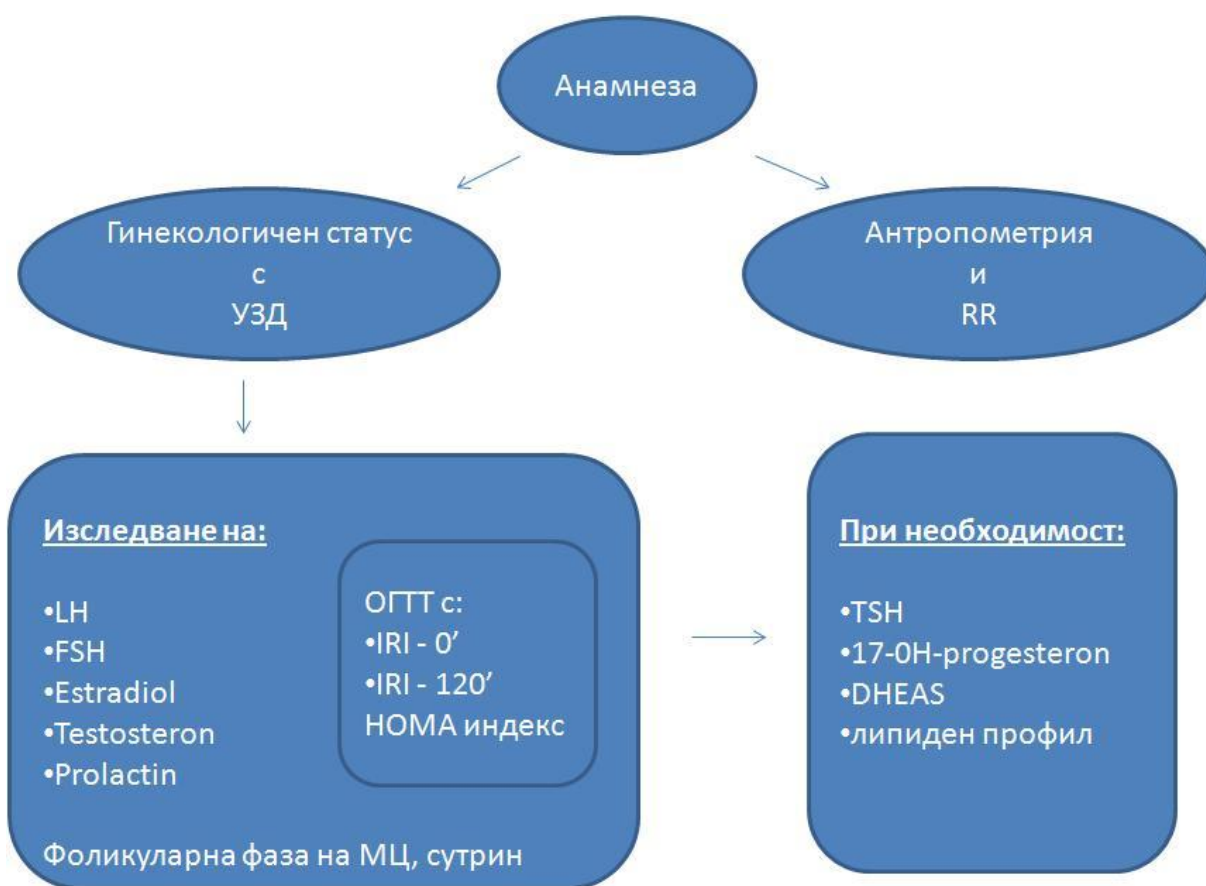 Анамнеза
Гинекологичен статус
с
УЗД
Антропометрия
и
RR
Изследване на:
•LH
•FSH
•Estradiol
•Testosteron
•Prolactin
Фоликуларна фаза на МЦ, сутрин
ОГТТ с:
•IRI - 0’
•IRI - 120’
НОМА индекс
При необходимост:
•TSH
•17-0H-progesteron
•DHEAS
•липиден профил